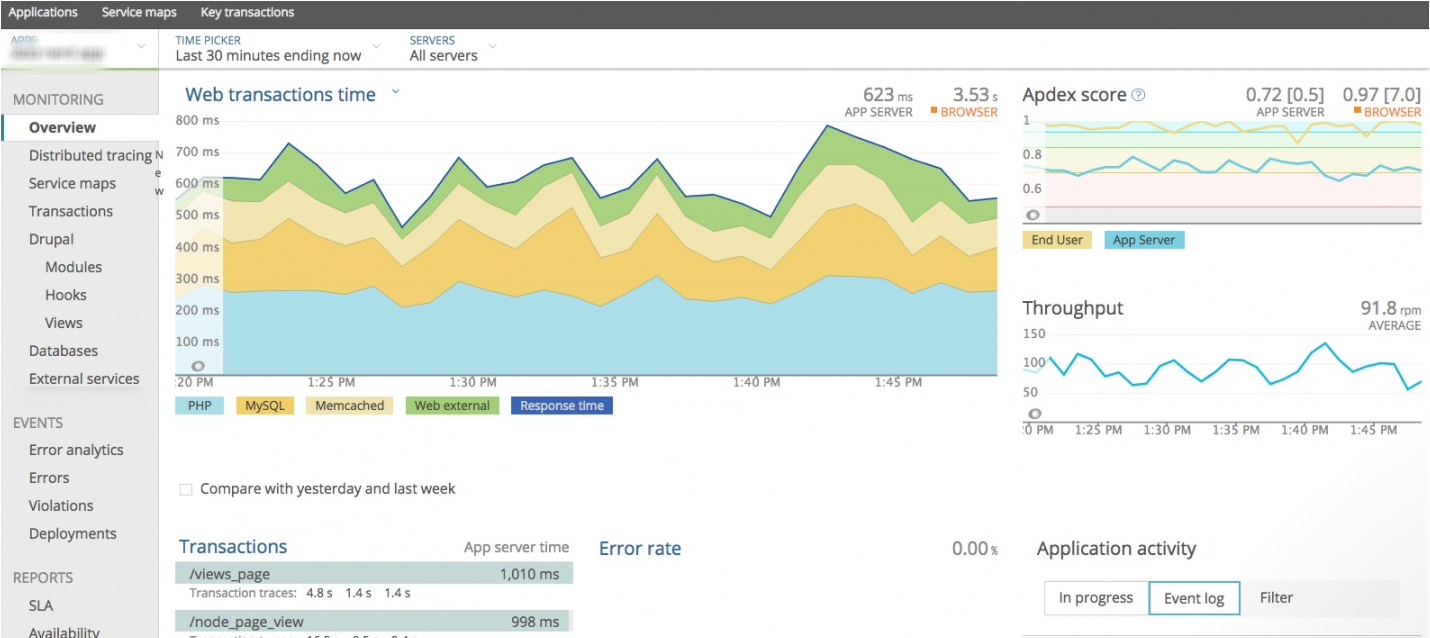 Applications Service maps Key transactions
APPS
TIME PICKER
Last 30 minutes ending now
SERVERS
All servers
MONITORING
Overview
Distributed tracing New
Service maps
Transactions
Drupal
Modules
Hooks
Views
Databases
External services
EVENTS
Error analytics
Errors
Violations
Deployments
REPORTS
SLA
Availability
Web transactions time
623 ms
APP SERVER
3.53 s
BROWSER
800 ms
700 ms
600 ms
500 ms
400 ms
300 ms
200 ms
100 ms
:20 PM 1:25 PM 1:30 PM 1:35 PM 1:40 PM 1:45 PM
PHP MySQL Memcached Web external Response time
Compare with yesterday and last week
Transactions App server time
/views_page 1,010 ms
Transaction traces: 4.8 s 1.4 s 1.4 s
/node_page_view 998 ms
Error rate 0.00 %
Apdex score ?
0.72 [0.5]
APP SERVER
0.97 [7.0]
BROWSER
1
0.8
0.6
End User App Server
Throughput
91.8 rpm
AVERAGE
150
100
50
:0 PM 1:25 PM 1:30 PM 1:35 PM 1:40 PM 1:45 PM
Application activity
In progress Event log Filter